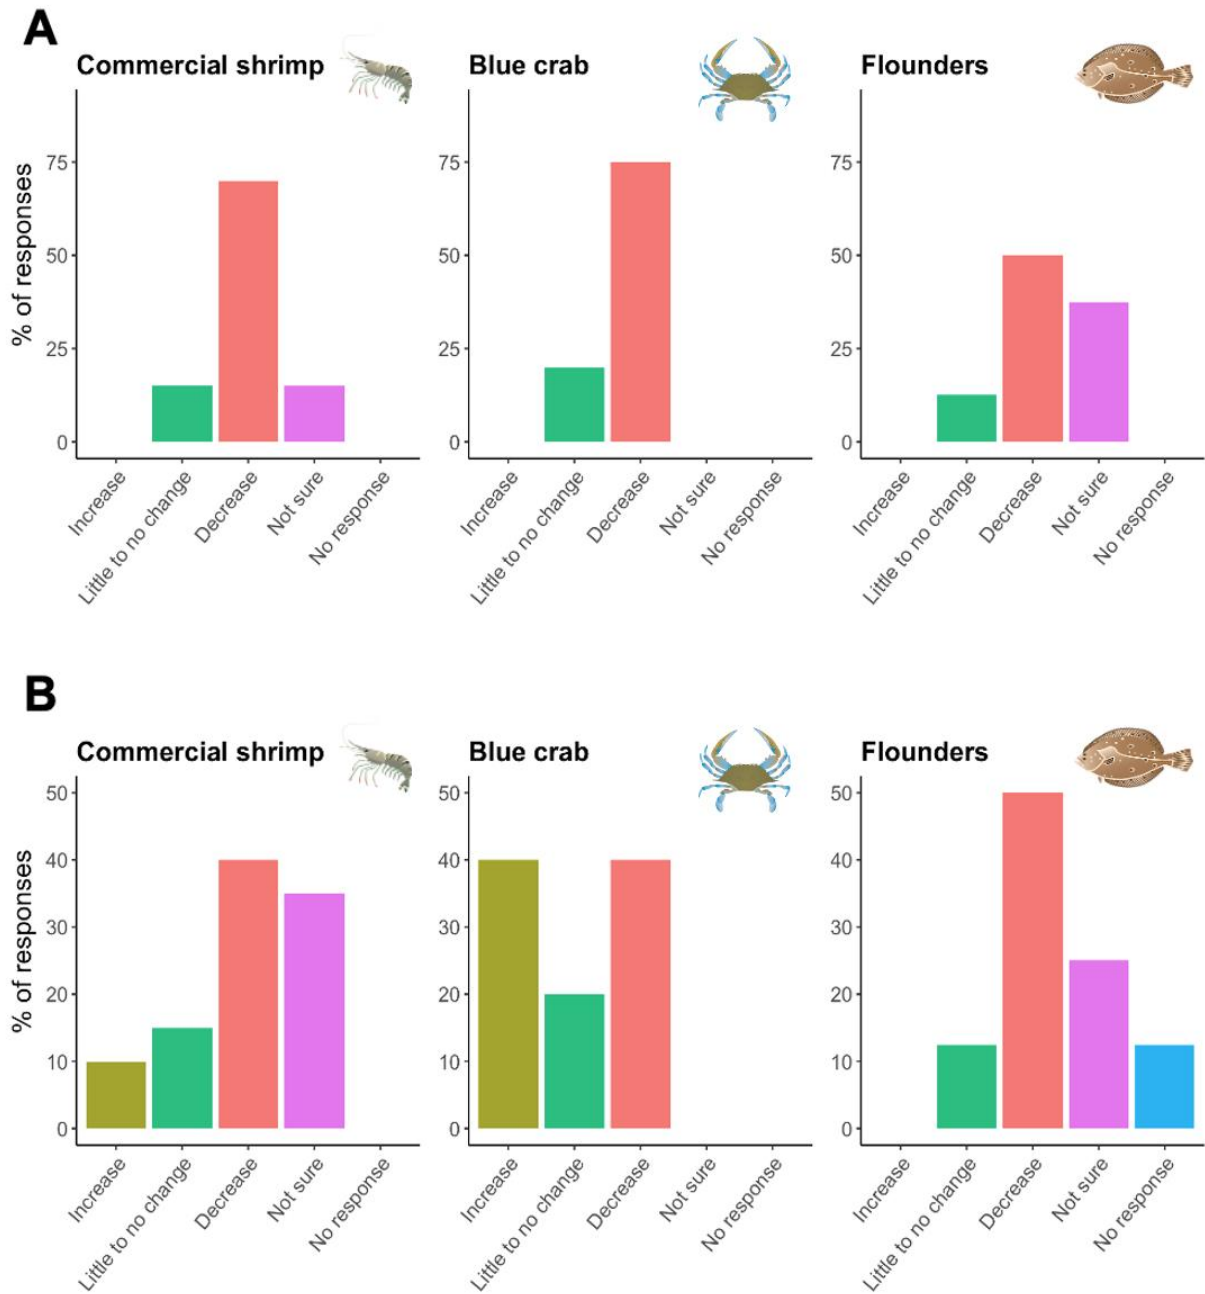 A
Commercial shrimp
Blue crab
Flounders
% of responses
75
50
25
0
75
50
25
0
75
50
25
0
Increase
Little to no change
Decrease
Not sure
No response
Increase
Little to no change
Decrease
Not sure
No response
Increase
Little to no change
Decrease
Not sure
No response
B
Commercial shrimp
Blue crab
Flounders
% of responses
50
40
30
20
10
0
50
40
30
20
10
0
50
40
30
20
10
0
Increase
Little to no change
Decrease
Not sure
No response
Increase
Little to no change
Decrease
Not sure
No response
Increase
Little to no change
Decrease
Not sure
No response